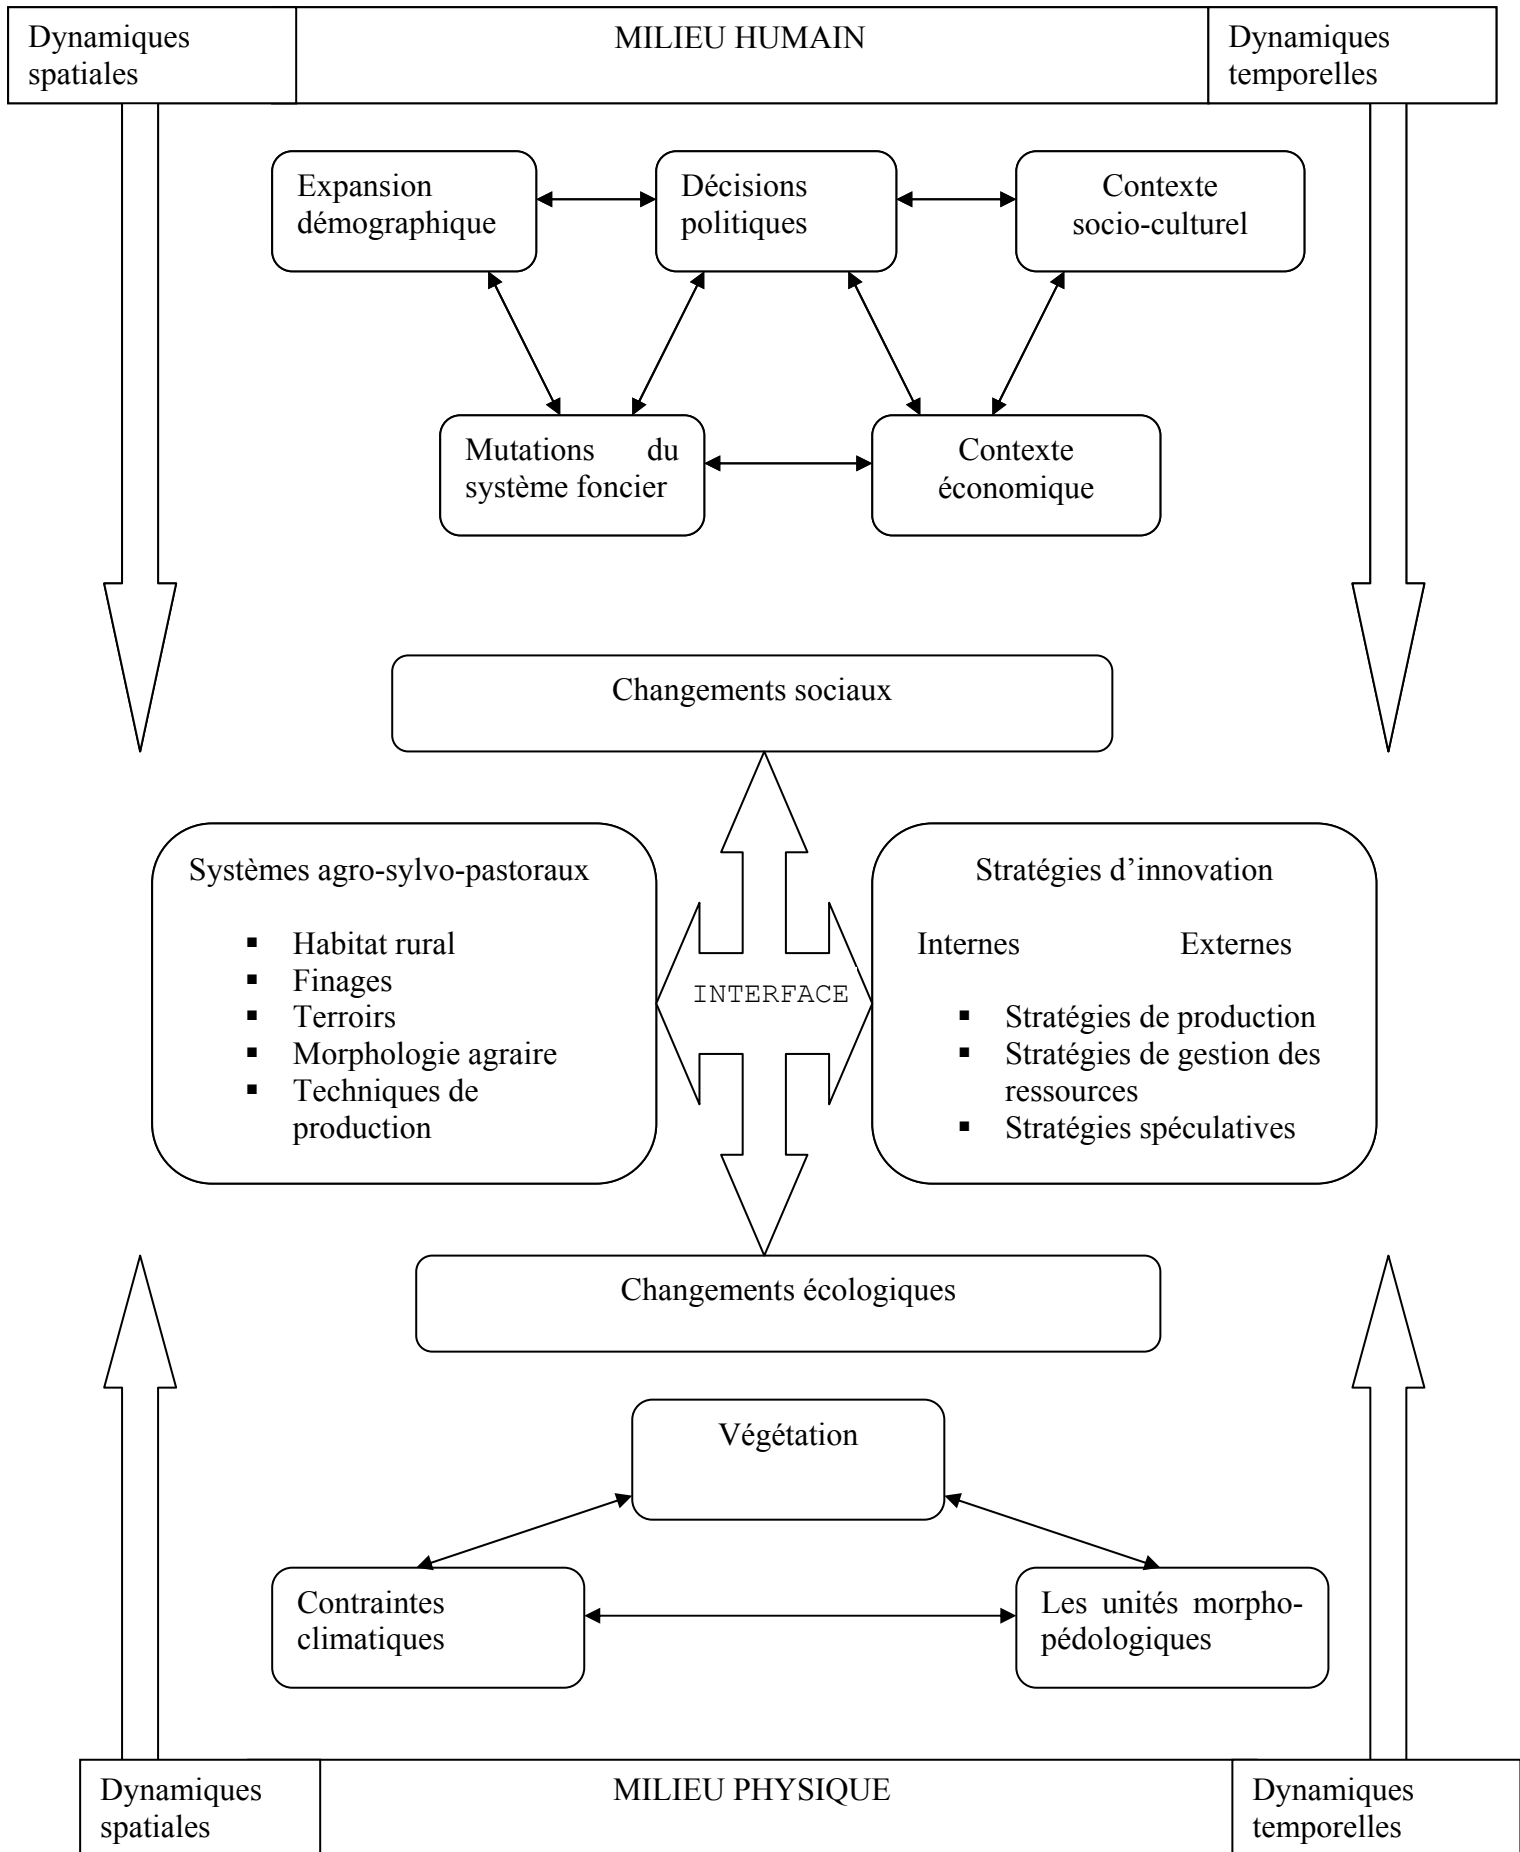 Dynamiques
spatiales
MILIEU HUMAIN
Dynamiques
temporelles
Expansion
démographique
Décisions
politiques
Contexte
socio-culturel
Mutations du
système foncier
Contexte
économique
Changements sociaux
Systèmes agro-sylvo-pastoraux
▪ Habitat rural
▪ Finages
▪ Terroirs
▪ Morphologie agraire
▪ Techniques de
production
INTERFACE
Stratégies d’innovation
Internes Externes
▪ Stratégies de production
▪ Stratégies de gestion des
ressources
▪ Stratégies spéculatives
Changements écologiques
Végétation
Contraintes
climatiques
Les unités morpho-
pédologiques
Dynamiques
spatiales
MILIEU PHYSIQUE
Dynamiques
temporelles